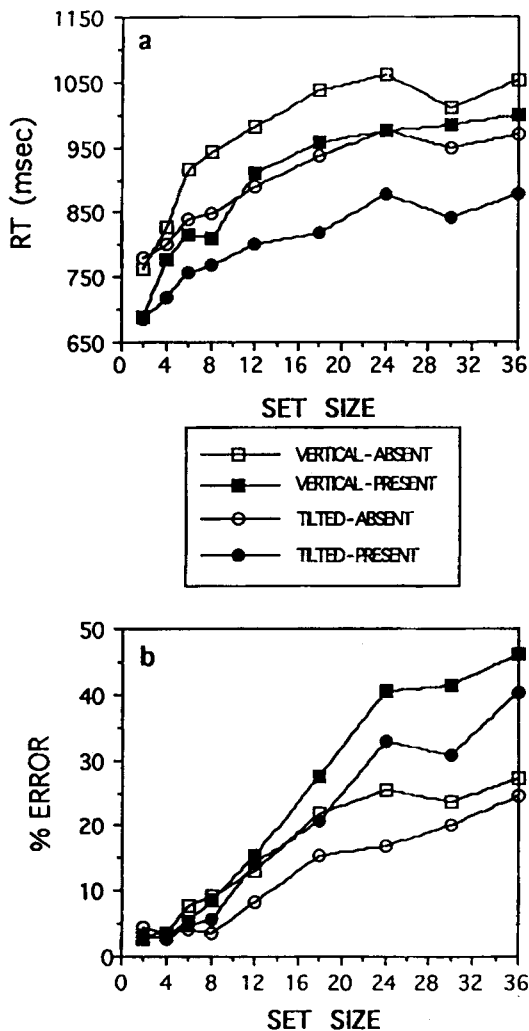 a
RT (msec)
1150
1050
950
850
750
650
0 4 8 12 16 20 24 28 32 36
SET SIZE
VERTICAL-ABSENT
VERTICAL-PRESENT
TILTED-ABSENT
TILTED-PRESENT
b
% ERROR
50
40
30
20
10
0
0 4 8 12 16 20 24 28 32 36
SET SIZE